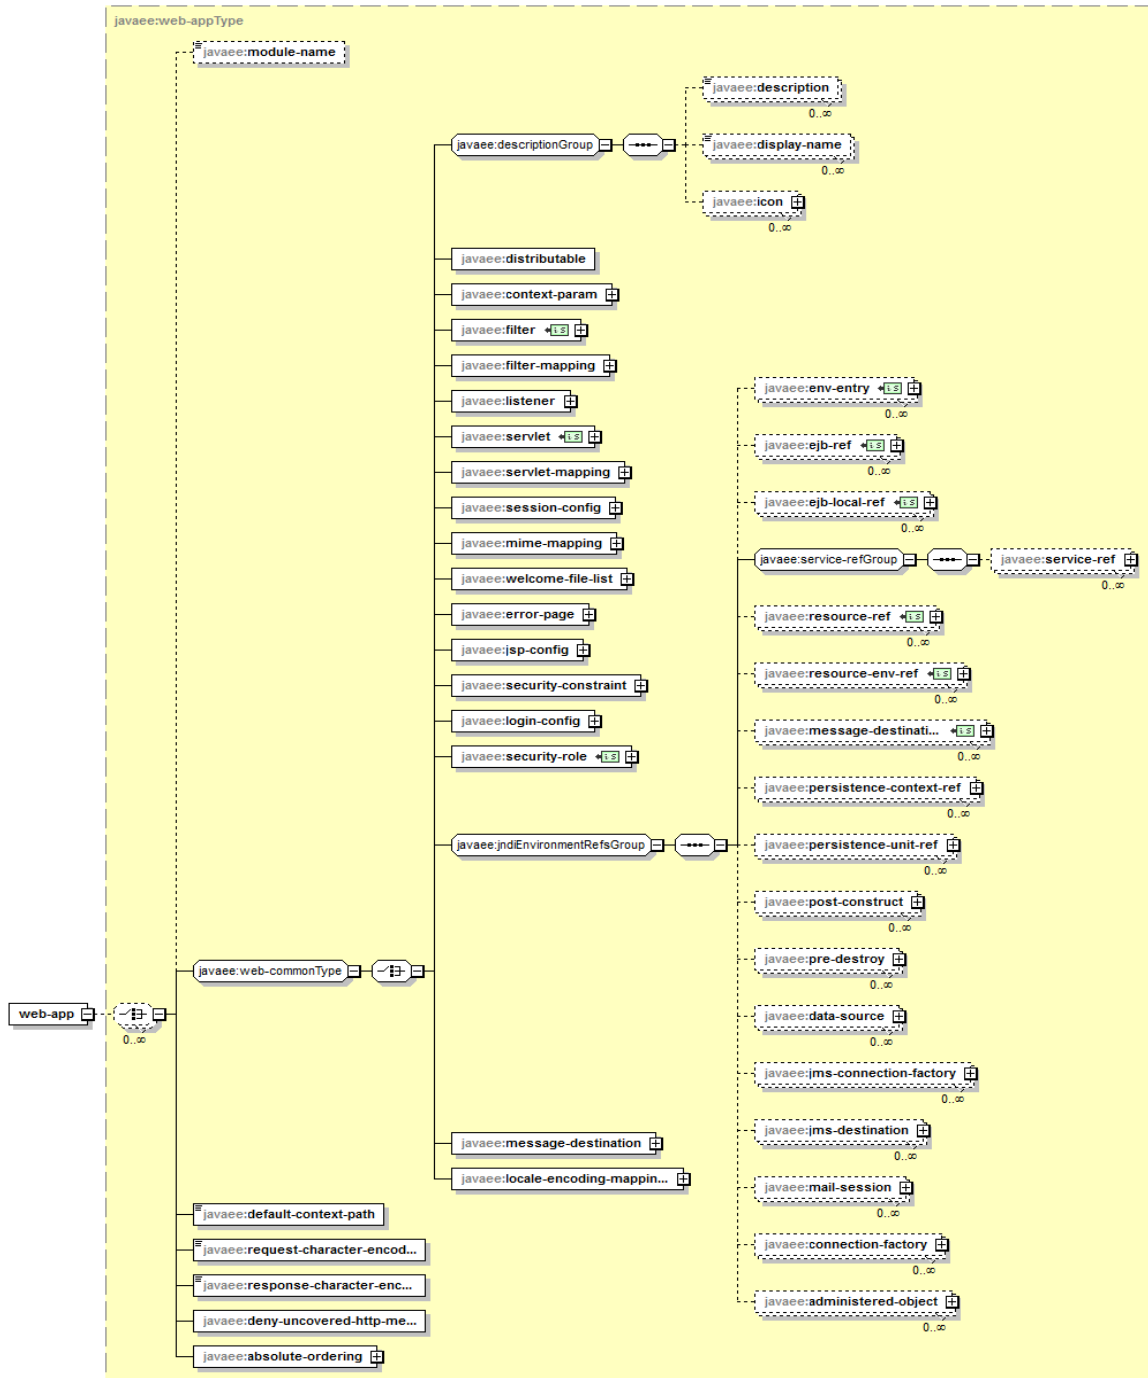 javaee:web-appType
javaee:module-name
javaee:description
0..∞
javaee:descriptionGroup
javaee:display-name
0..∞
javaee:icon
0..∞
javaee:distributable
javaee:context-param
javaee:filter
javaee:filter-mapping
javaee:listener
javaee:servlet
javaee:servlet-mapping
javaee:session-config
javaee:mime-mapping
javaee:welcome-file-list
javaee:error-page
javaee:jsp-config
javaee:security-constraint
javaee:login-config
javaee:security-role
javaee:env-entry
0..∞
javaee:ejb-ref
0..∞
javaee:ejb-local-ref
0..∞
javaee:service-refGroup
javaee:service-ref
0..∞
javaee:resource-ref
0..∞
javaee:resource-env-ref
0..∞
javaee:message-destinati...
0..∞
javaee:persistence-context-ref
0..∞
javaee:jndiEnvironmentRefsGroup
javaee:persistence-unit-ref
0..∞
javaee:post-construct
0..∞
javaee:pre-destroy
0..∞
javaee:web-commonType
web-app
0..∞
javaee:data-source
0..∞
javaee:jms-connection-factory
0..∞
javaee:jms-destination
0..∞
javaee:message-destination
javaee:locale-encoding-mappin...
javaee:mail-session
0..∞
javaee:connection-factory
0..∞
javaee:administered-object
0..∞
javaee:default-context-path
javaee:request-character-encod...
javaee:response-character-enc...
javaee:deny-uncovered-http-me...
javaee:absolute-ordering